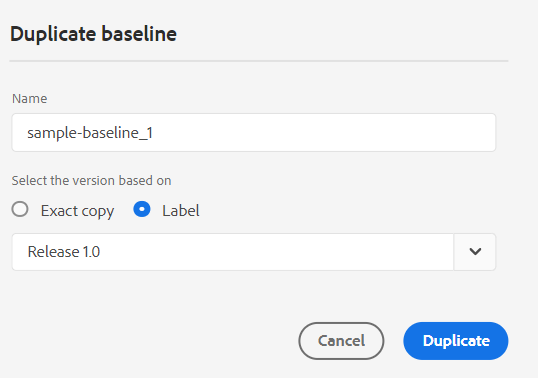 Duplicate baseline
Name
sample-baseline_1
Select the version based on
Exact copy Label
Release 1.0
Cancel Duplicate